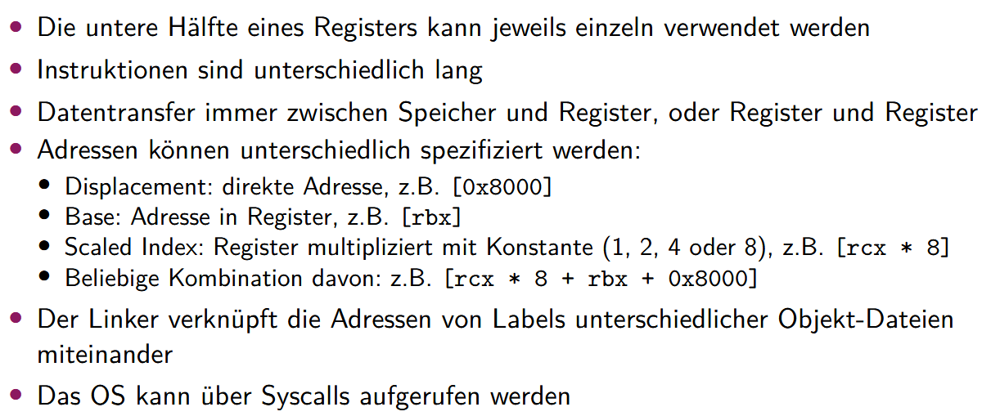 • Die untere Hälfte eines Registers kann jeweils einzeln verwendet werden
• Instruktionen sind unterschiedlich lang
• Datentransfer immer zwischen Speicher und Register, oder Register und Register
• Adressen können unterschiedlich spezifiziert werden:
• Displacement: direkte Adresse, z.B. [0x8000]
• Base: Adresse in Register, z.B. [rbx]
• Scaled Index: Register multipliziert mit Konstante (1, 2, 4 oder 8), z.B. [rcx * 8]
• Beliebige Kombination davon: z.B. [rcx * 8 + rbx + 0x8000]
• Der Linker verknüpft die Adressen von Labels unterschiedlicher Objekt-Dateien
miteinander
• Das OS kann über Syscalls aufgerufen werden